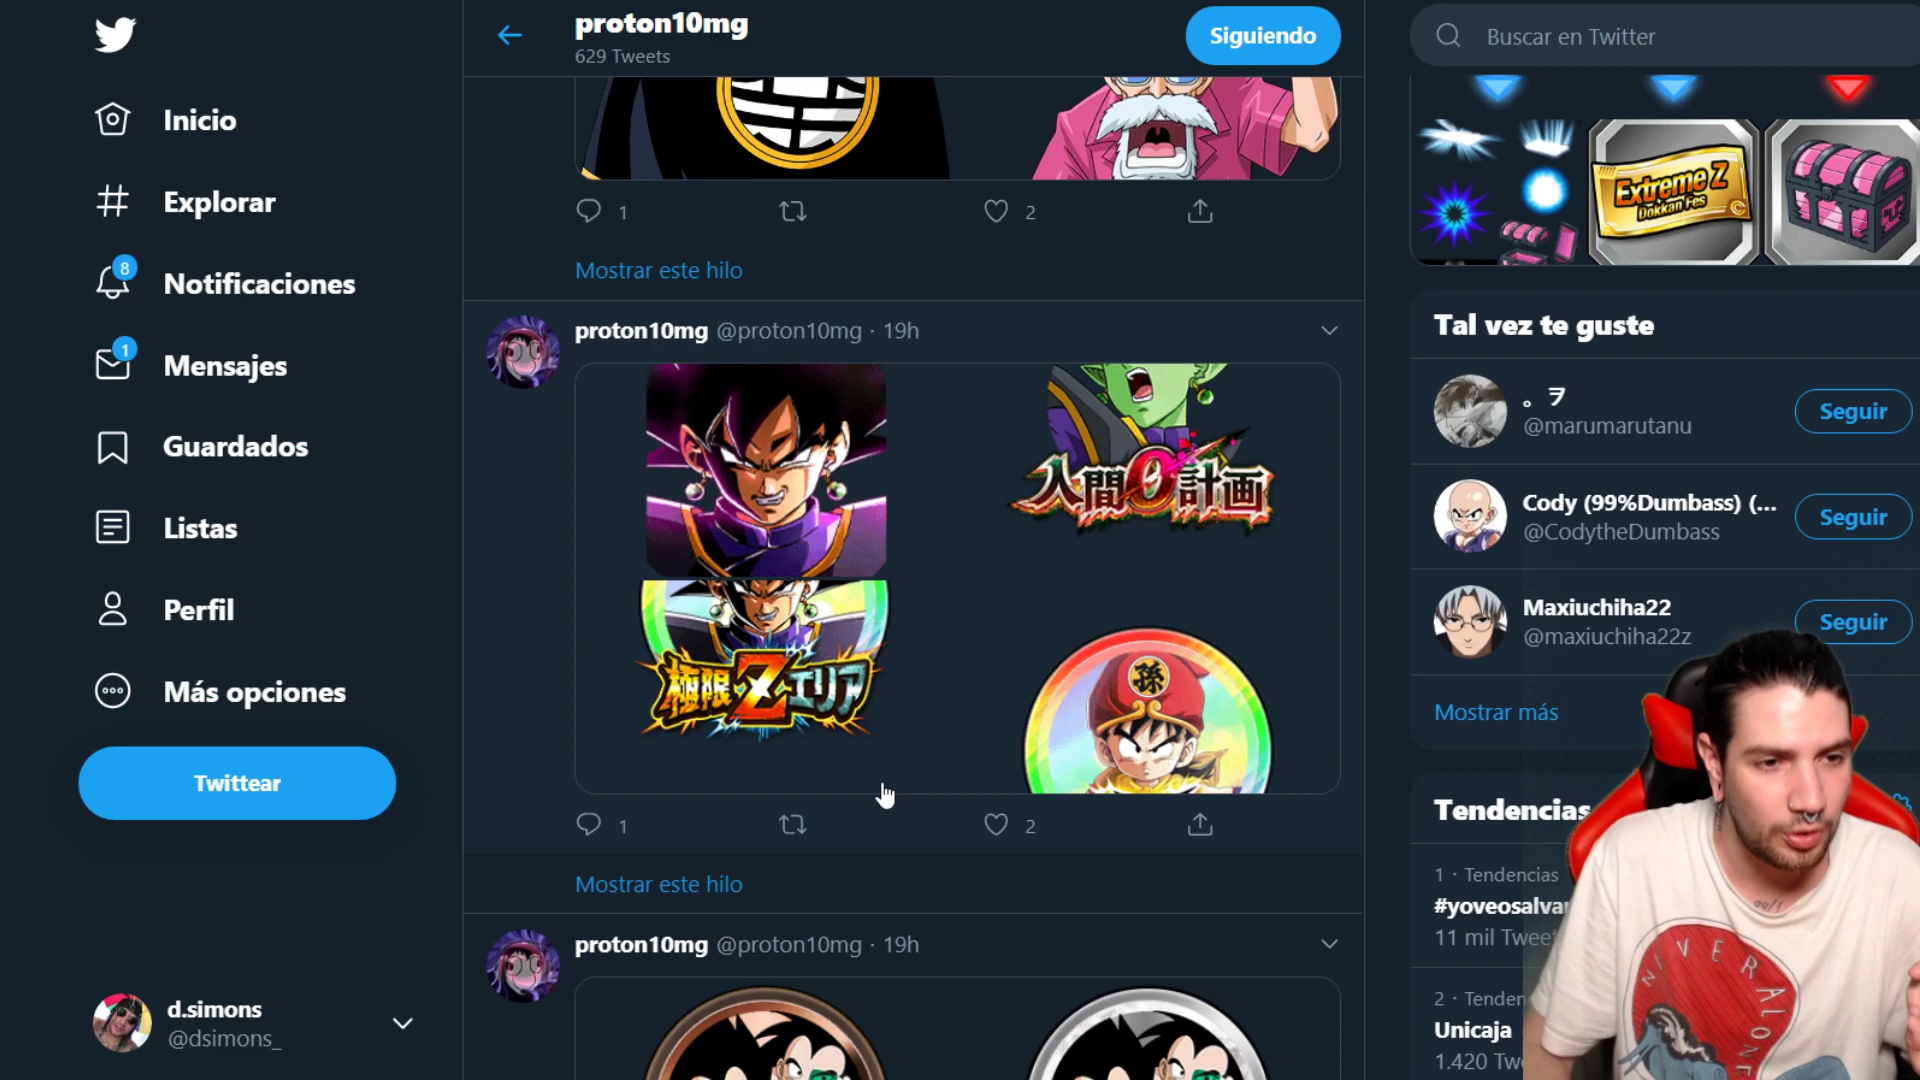 Inicio
Explorar
8
Notificaciones
1
Mensajes
Guardados
Listas
Perfil
Más opciones
Twittear
d.simons
@dsimons_
proton10mg
629 Tweets
Siguiendo
1
2
Mostrar este hilo
proton10mg @proton10mg · 19h
人間0計画
極限Zエリア
孫
1
2
Mostrar este hilo
proton10mg @proton10mg · 19h
Buscar en Twitter
Extreme Z
Dokkan Fes
Tal vez te guste
。ヲ
@marumarutanu
Seguir
Cody (99%Dumbass) (...
@CodytheDumbass
Seguir
Maxiuchiha22
@maxiuchiha22z
Seguir
Mostrar más
Tendencias
1 · Tendencias
#yoveosalva
11 mil Tweet
2 · Tenden
Unicaja
1.420 Tw